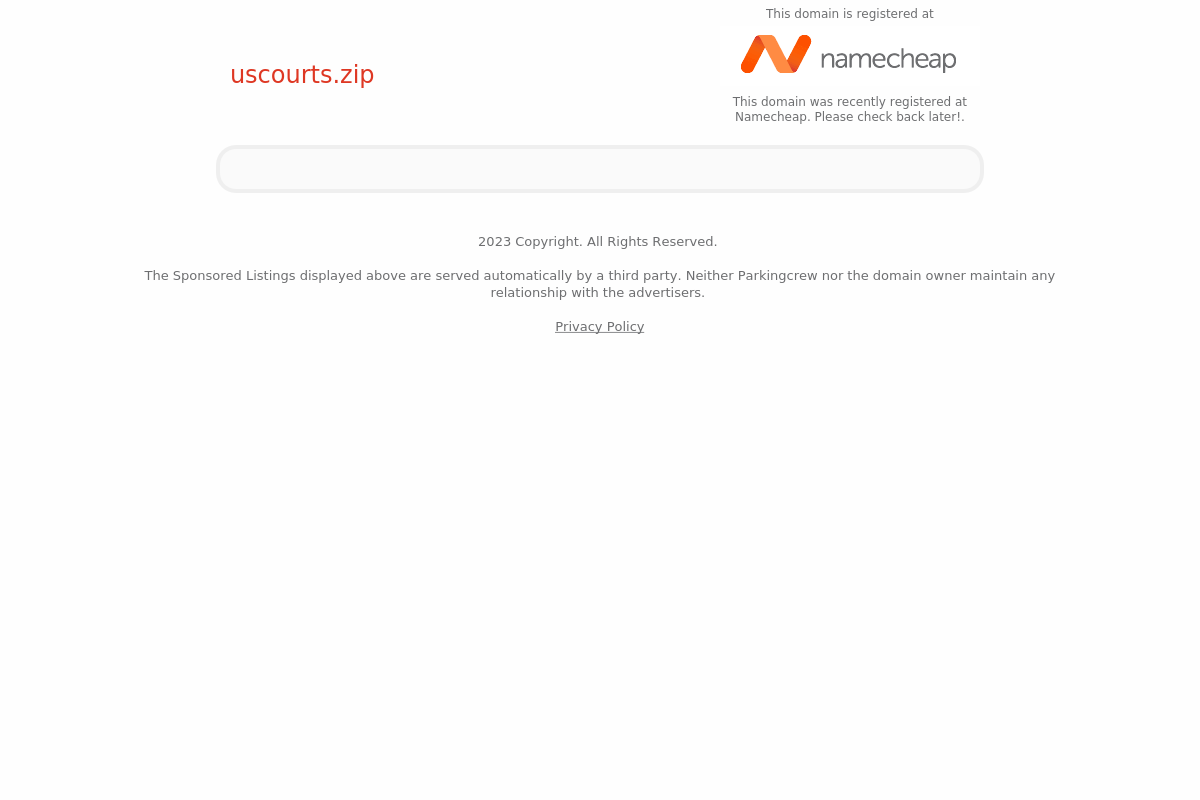 This domain is registered at
namecheap
uscourts.zip
This domain was recently registered at
Namecheap. Please check back later!.
2023 Copyright. All Rights Reserved.
The Sponsored Listings displayed above are served automatically by a third party. Neither Parkingcrew nor the domain owner maintain any
relationship with the advertisers.
Privacy Policy